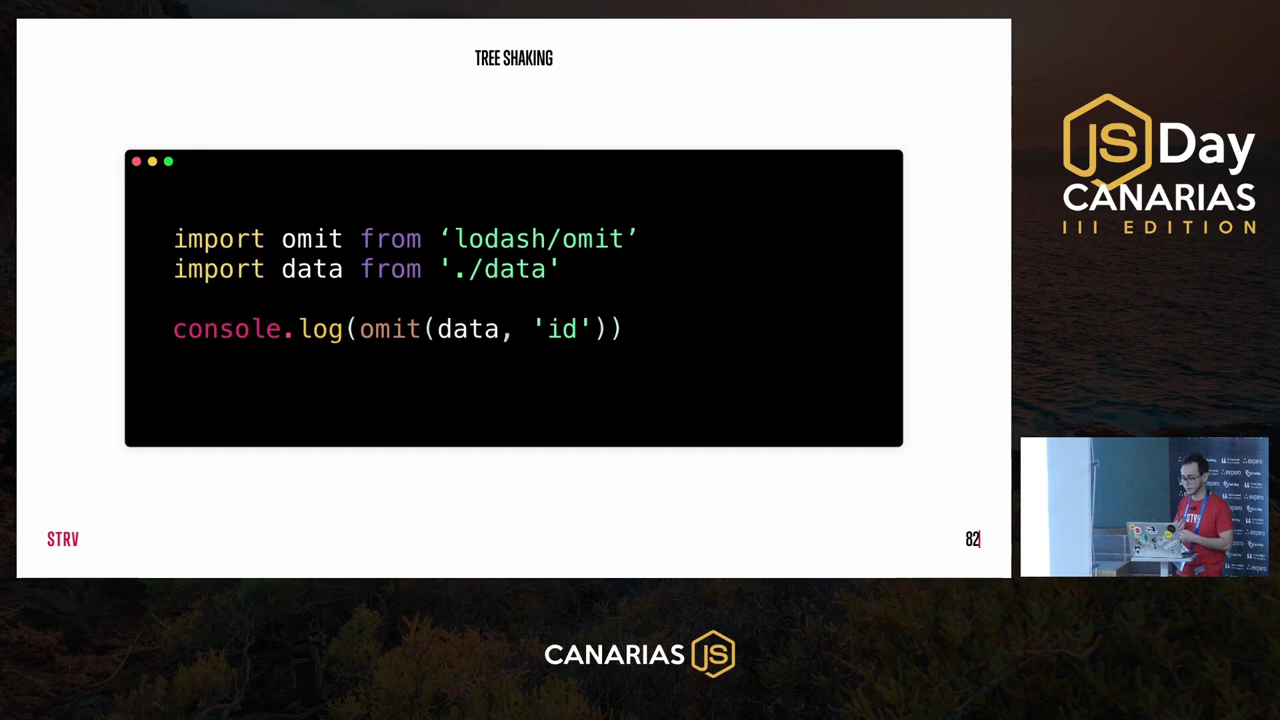 TREE SHAKING
import omit from ‘lodash/omit’
import data from './data'
console.log(omit(data, 'id'))
STRV
82
JS Day
CANARIAS
III EDITION
STRV
CANARIAS JS